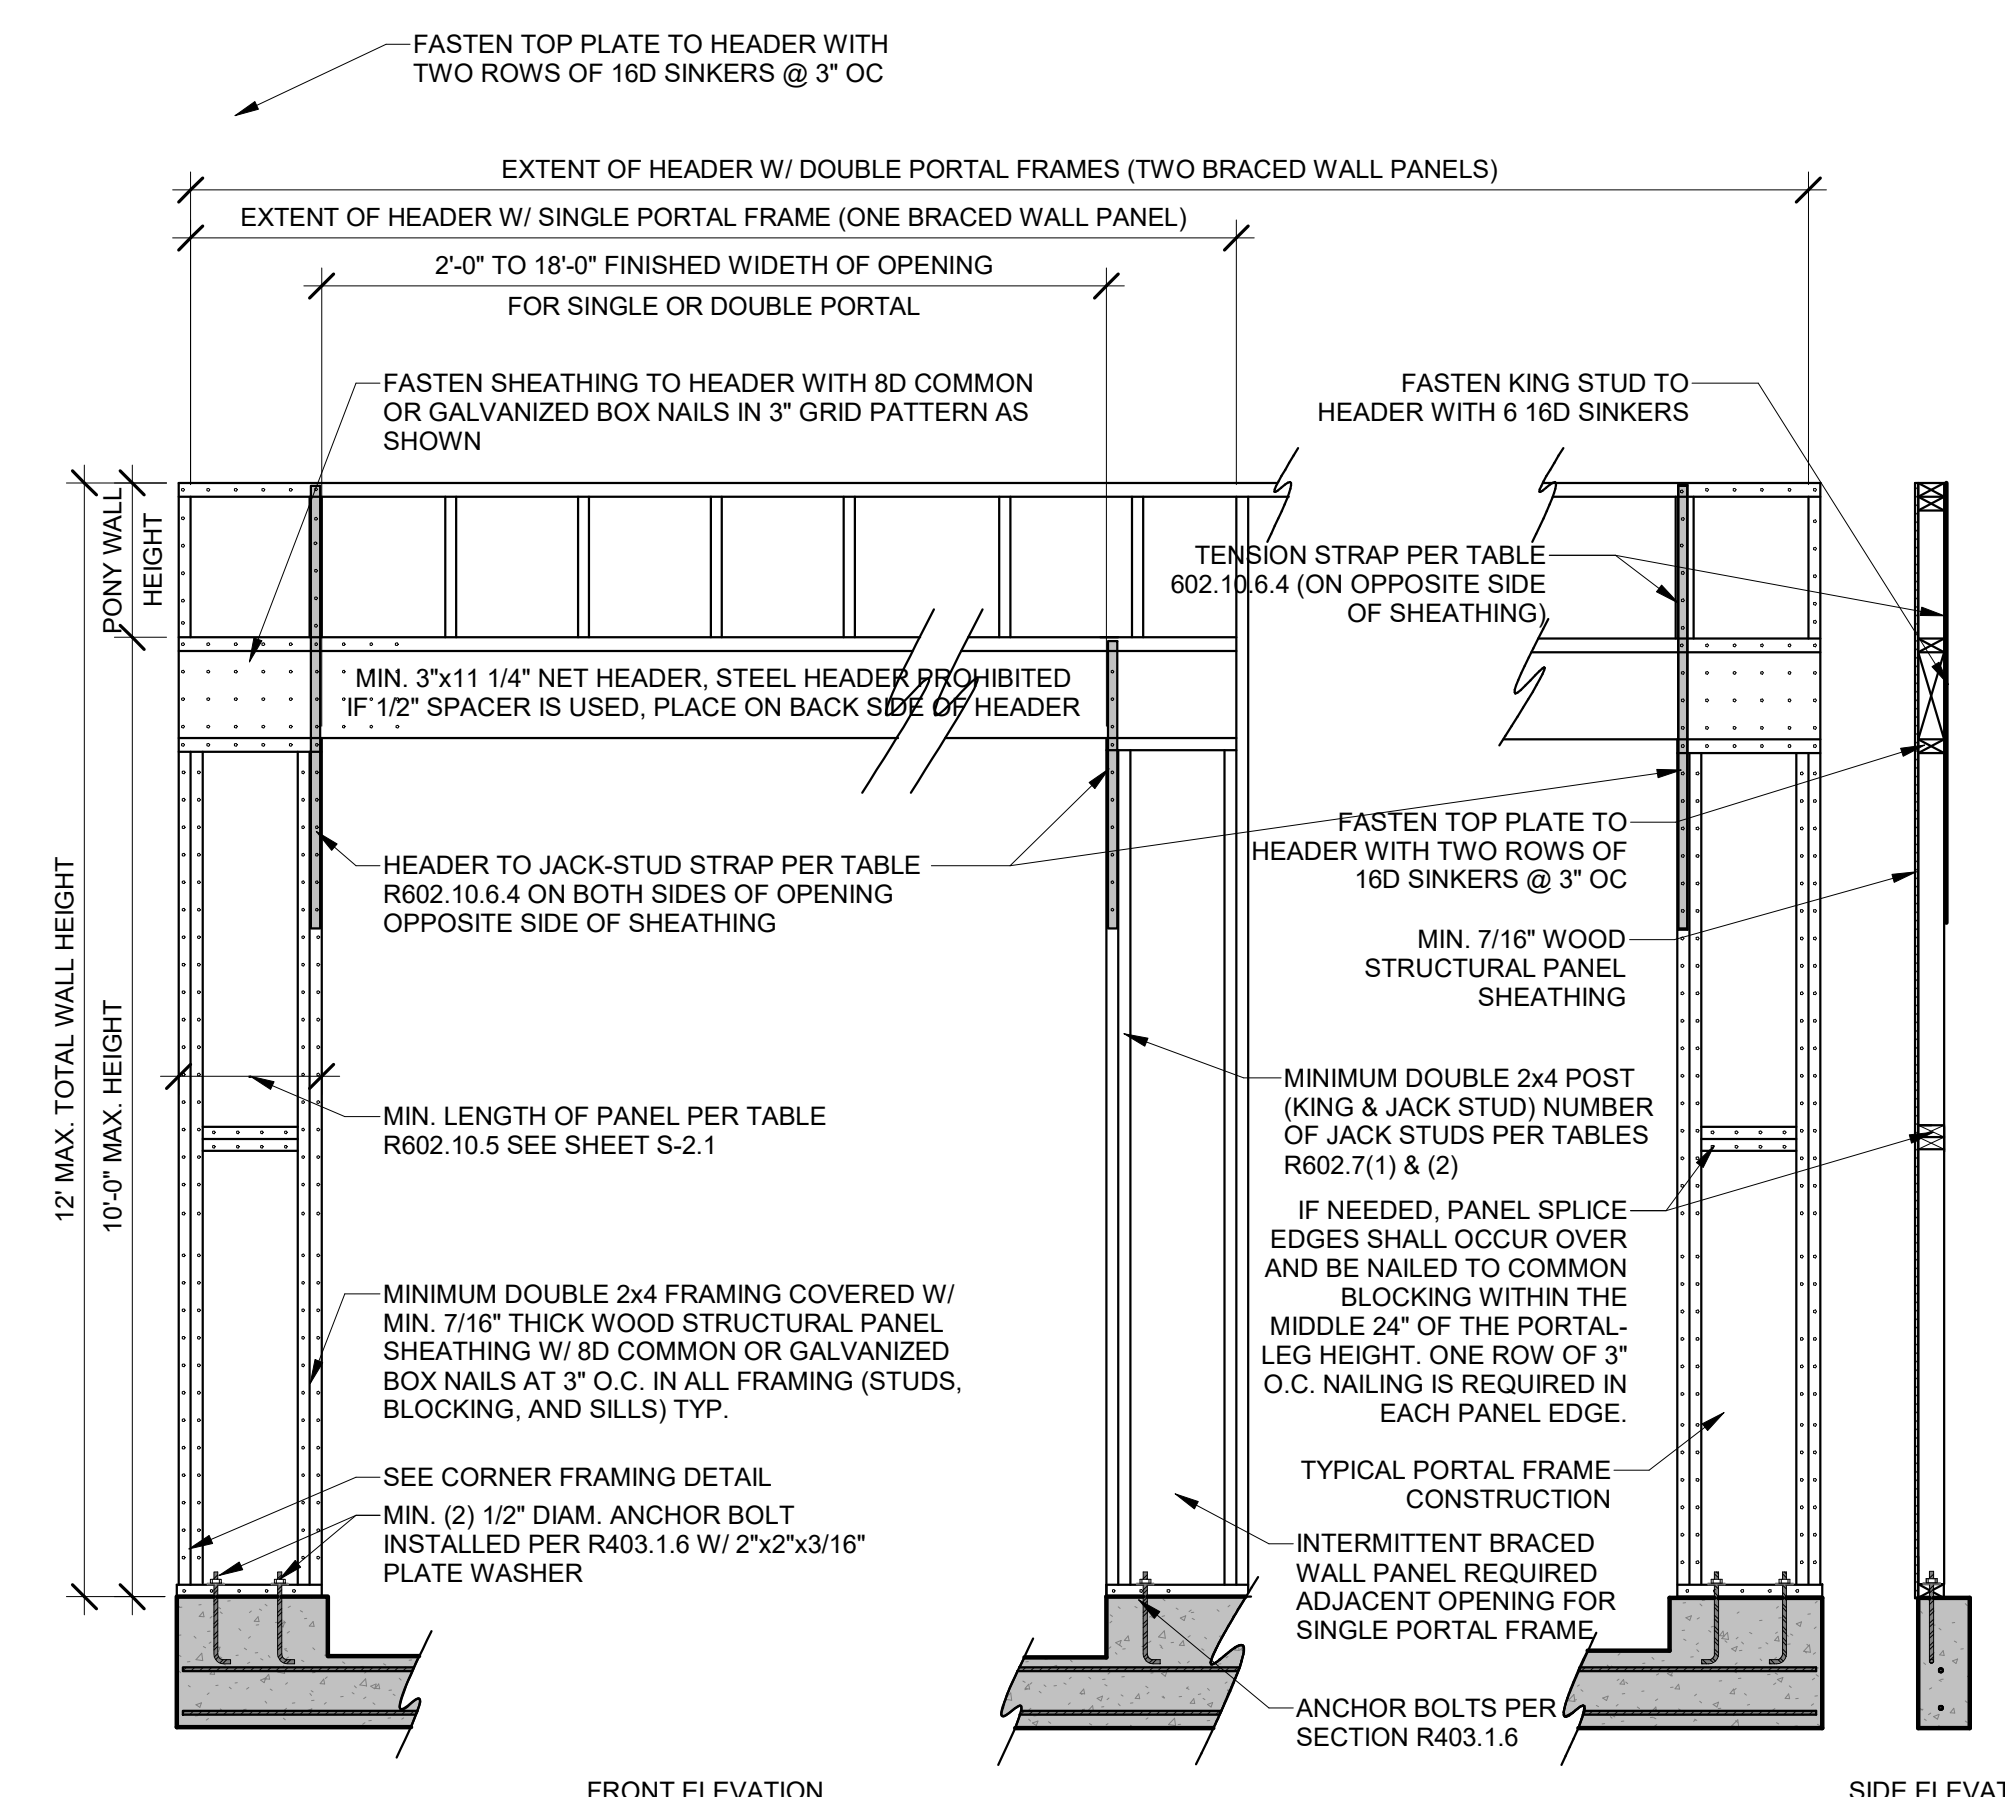 FASTEN TOP PLATE TO HEADER WITH
TWO ROWS OF 16D SINKERS @ 3" OC
EXTENT OF HEADER W/ DOUBLE PORTAL FRAMES (TWO BRACED WALL PANELS)
EXTENT OF HEADER W/ SINGLE PORTAL FRAME (ONE BRACED WALL PANEL)
2'-0" TO 18'-0" FINISHED WIDETH OF OPENING
FOR SINGLE OR DOUBLE PORTAL
FASTEN SHEATHING TO HEADER WITH 8D COMMON
OR GALVANIZED BOX NAILS IN 3" GRID PATTERN AS
SHOWN
FASTEN KING STUD TO
HEADER WITH 6 16D SINKERS
PONY WALL
HEIGHT
TENSION STRAP PER TABLE
602.10.6.4 (ON OPPOSITE SIDE
OF SHEATHING)
MIN. 3"x11 1/4" NET HEADER, STEEL HEADER PROHIBITED
IF 1/2" SPACER IS USED, PLACE ON BACK SIDE OF HEADER
12' MAX. TOTAL WALL HEIGHT
10'-0" MAX. HEIGHT
HEADER TO JACK-STUD STRAP PER TABLE
R602.10.6.4 ON BOTH SIDES OF OPENING
OPPOSITE SIDE OF SHEATHING
FASTEN TOP PLATE TO
HEADER WITH TWO ROWS OF
16D SINKERS @ 3" OC
MIN. 7/16" WOOD
STRUCTURAL PANEL
SHEATHING
MIN. LENGTH OF PANEL PER TABLE
R602.10.5 SEE SHEET S-2.1
MINIMUM DOUBLE 2x4 POST
(KING & JACK STUD) NUMBER
OF JACK STUDS PER TABLES
R602.7(1) & (2)
IF NEEDED, PANEL SPLICE
EDGES SHALL OCCUR OVER
AND BE NAILED TO COMMON
BLOCKING WITHIN THE
MIDDLE 24" OF THE PORTAL-
LEG HEIGHT. ONE ROW OF 3"
O.C. NAILING IS REQUIRED IN
EACH PANEL EDGE.
MINIMUM DOUBLE 2x4 FRAMING COVERED W/
MIN. 7/16" THICK WOOD STRUCTURAL PANEL
SHEATHING W/ 8D COMMON OR GALVANIZED
BOX NAILS AT 3" O.C. IN ALL FRAMING (STUDS,
BLOCKING, AND SILLS) TYP.
SEE CORNER FRAMING DETAIL
MIN. (2) 1/2" DIAM. ANCHOR BOLT
INSTALLED PER R403.1.6 W/ 2"x2"x3/16"
PLATE WASHER
TYPICAL PORTAL FRAME
CONSTRUCTION
INTERMITTENT BRACED
WALL PANEL REQUIRED
ADJACENT OPENING FOR
SINGLE PORTAL FRAME
ANCHOR BOLTS PER
SECTION R403.1.6
FRONT ELEVATION
SIDE ELEVAT